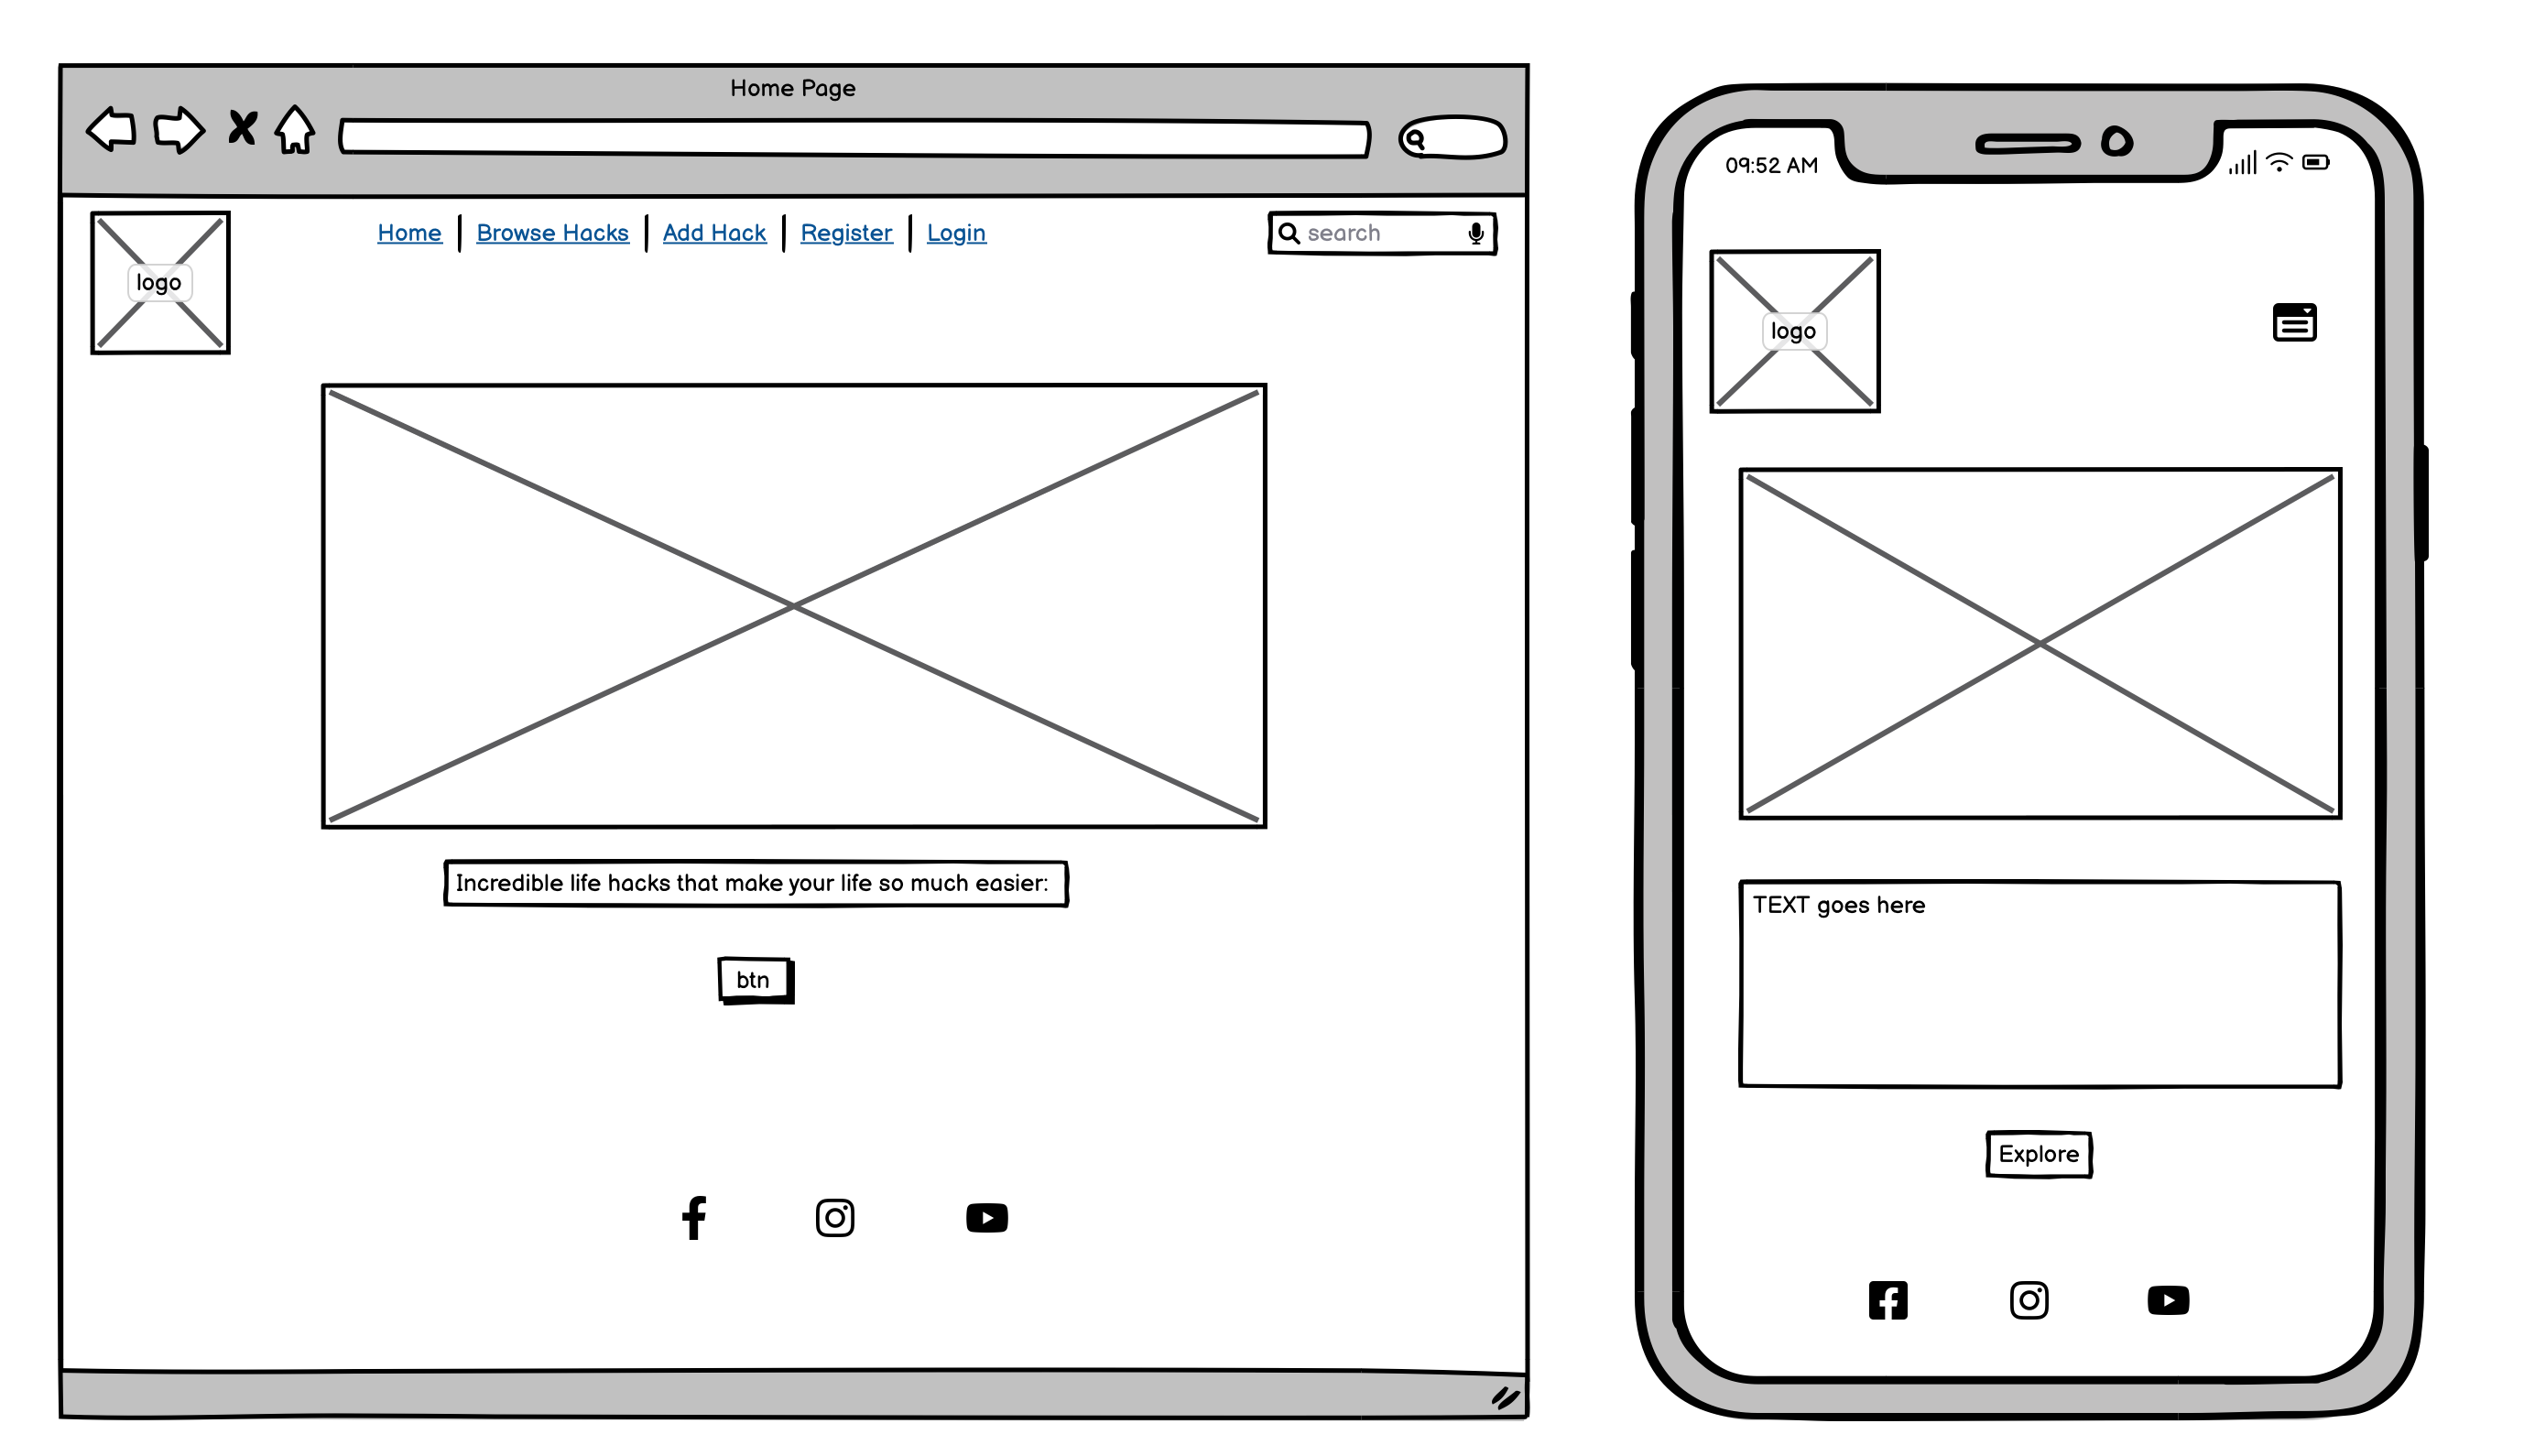 Home Page
logo
Home | Browse Hacks | Add Hack | Register | Login
search
Incredible life hacks that make your life so much easier:
btn
09:52 AM
logo
TEXT goes here
Explore